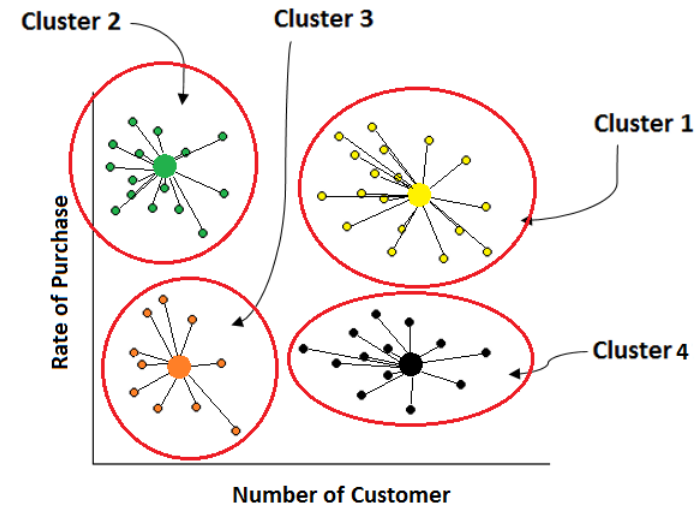 Cluster 2
Cluster 3
Cluster 1
Rate of Purchase
Cluster 4
Number of Customer